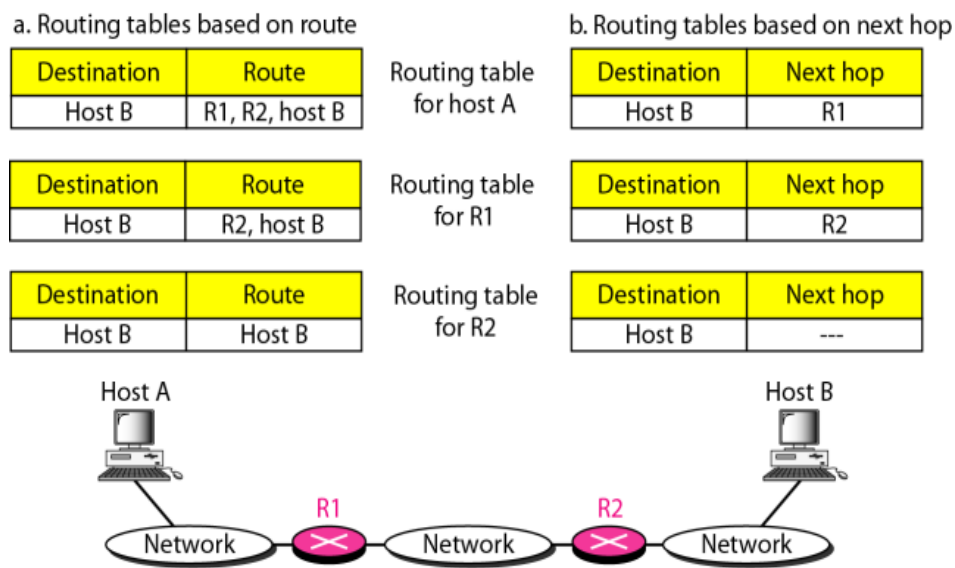 a. Routing tables based on route
b. Routing tables based on next hop
Destination Route
Host B R1, R2, host B
Routing table
for host A
Destination Next hop
Host B R1
Destination Route
Host B R2, host B
Routing table
for R1
Destination Next hop
Host B R2
Destination Route
Host B Host B
Routing table
for R2
Destination Next hop
Host B ---
Host A
Host B
R1
R2
Network
Network
Network